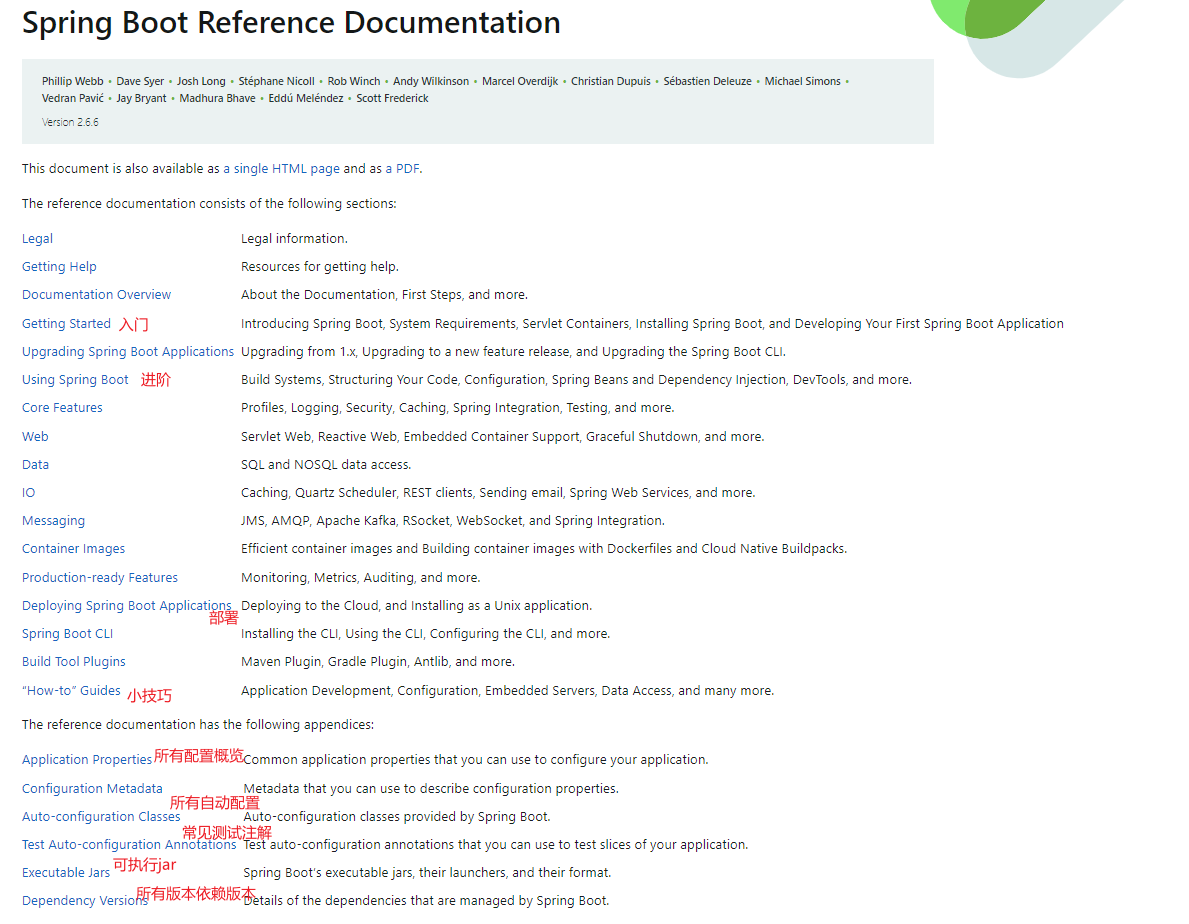 Spring Boot Reference Documentation
Phillip Webb • Dave Syer • Josh Long • Stéphane Nicoll • Rob Winch • Andy Wilkinson • Marcel Overdijk • Christian Dupuis • Sébastien Deleuze • Michael Simons •
Vedran Pavić • Jay Bryant • Madhura Bhave • Eddú Meléndez • Scott Frederick
Version 2.6.6
This document is also available as a single HTML page and as a PDF.
The reference documentation consists of the following sections:
Legal Legal information.
Getting Help Resources for getting help.
Documentation Overview About the Documentation, First Steps, and more.
Getting Started 入门 Introducing Spring Boot, System Requirements, Servlet Containers, Installing Spring Boot, and Developing Your First Spring Boot Application
Upgrading Spring Boot Applications Upgrading from 1.x, Upgrading to a new feature release, and Upgrading the Spring Boot CLI.
Using Spring Boot 进阶 Build Systems, Structuring Your Code, Configuration, Spring Beans and Dependency Injection, DevTools, and more.
Core Features Profiles, Logging, Security, Caching, Spring Integration, Testing, and more.
Web Servlet Web, Reactive Web, Embedded Container Support, Graceful Shutdown, and more.
Data SQL and NOSQL data access.
IO Caching, Quartz Scheduler, REST clients, Sending email, Spring Web Services, and more.
Messaging JMS, AMQP, Apache Kafka, RSocket, WebSocket, and Spring Integration.
Container Images Efficient container images and Building container images with Dockerfiles and Cloud Native Buildpacks.
Production-ready Features Monitoring, Metrics, Auditing, and more.
Deploying Spring Boot Applications Deploying to the Cloud, and Installing as a Unix application.
部署
Spring Boot CLI Installing the CLI, Using the CLI, Configuring the CLI, and more.
Build Tool Plugins Maven Plugin, Gradle Plugin, Antlib, and more.
“How-to” Guides 小技巧 Application Development, Configuration, Embedded Servers, Data Access, and many more.
The reference documentation has the following appendices:
Application Properties 所有配置概览 Common application properties that you can use to configure your application.
Configuration Metadata Metadata that you can use to describe configuration properties.
所有自动配置
Auto-configuration Classes Auto-configuration classes provided by Spring Boot.
常见测试注解
Test Auto-configuration Annotations Test auto-configuration annotations that you can use to test slices of your application.
Executable Jars 可执行jar Spring Boot's executable jars, their launchers, and their format.
Dependency Versions 所有版本依赖版本 Details of the dependencies that are managed by Spring Boot.